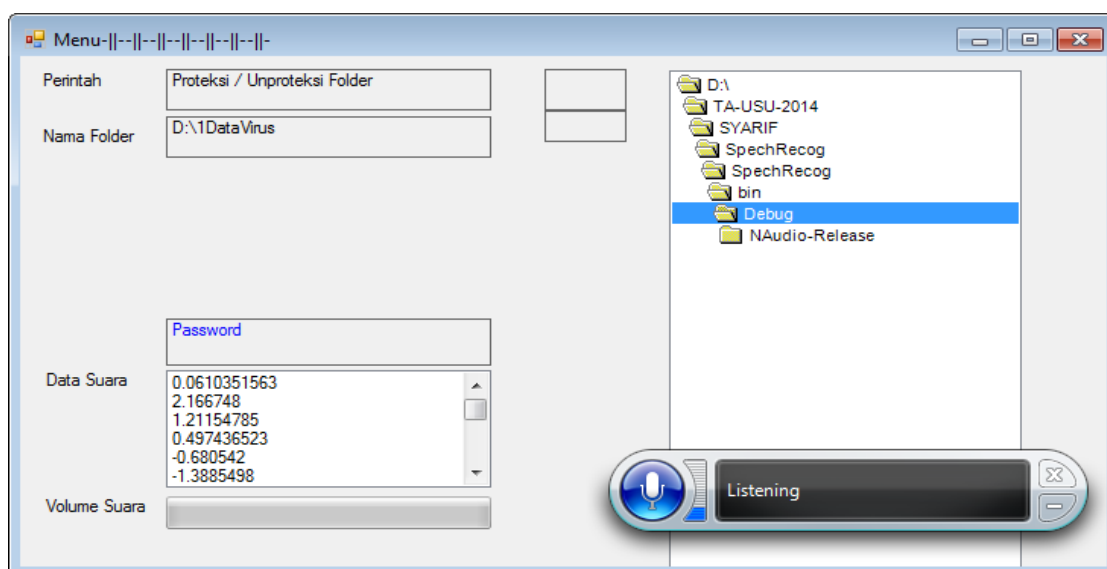 Menu-||--||--||--||--||--||--||-
Perintah
Proteksi / Unproteksi Folder
Nama Folder
D:\1DataVirus
Password
Data Suara
0.0610351563
2.166748
1.21154785
0.497436523
-0.680542
-1.3885498
Volume Suara
D:\
TA-USU-2014
SYARIF
SpechRecog
SpechRecog
bin
Debug
NAudio-Release
Listening